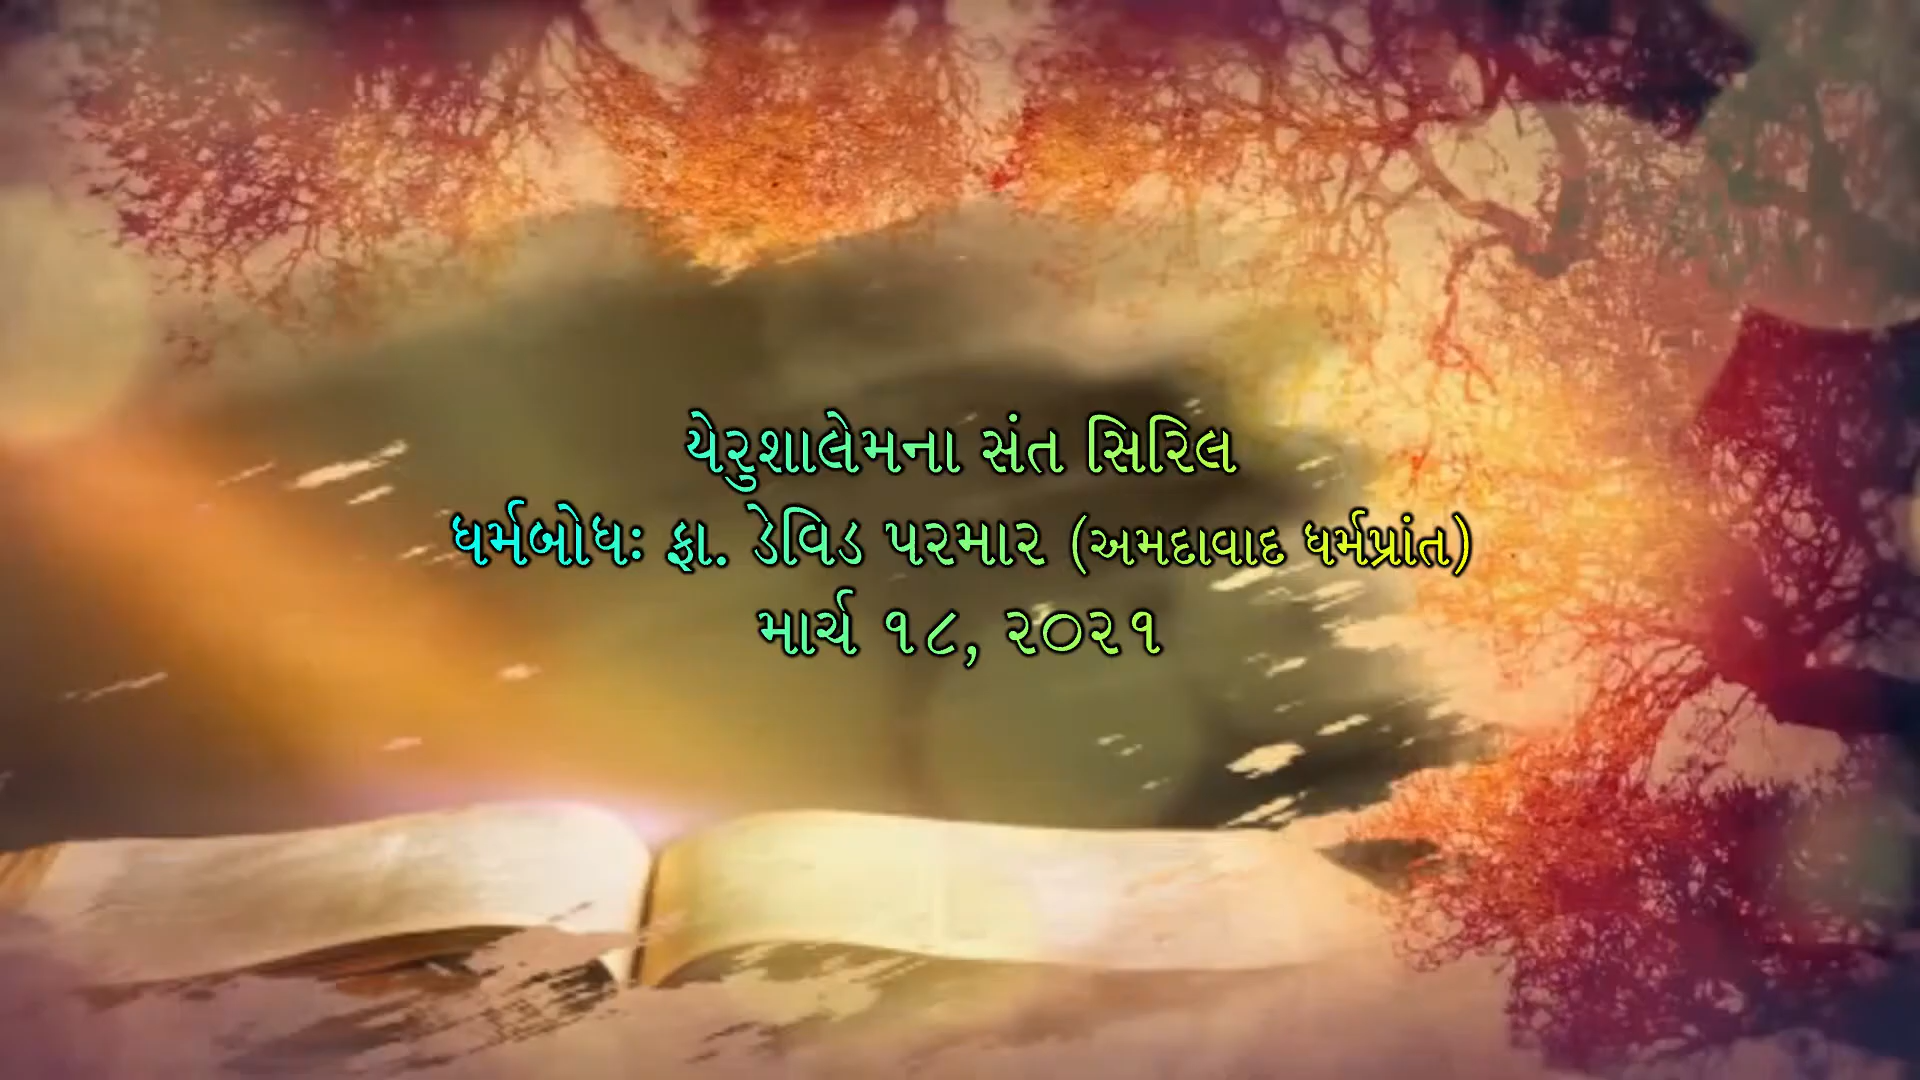 યેરુશાલેમના સંત સિરિલ
ધર્મબોધઃ ફા. ડેવિડ પરમાર (અમદાવાદ ધર્મપ્રાંત)
માર્ચ ૧૮, ૨૦૨૧